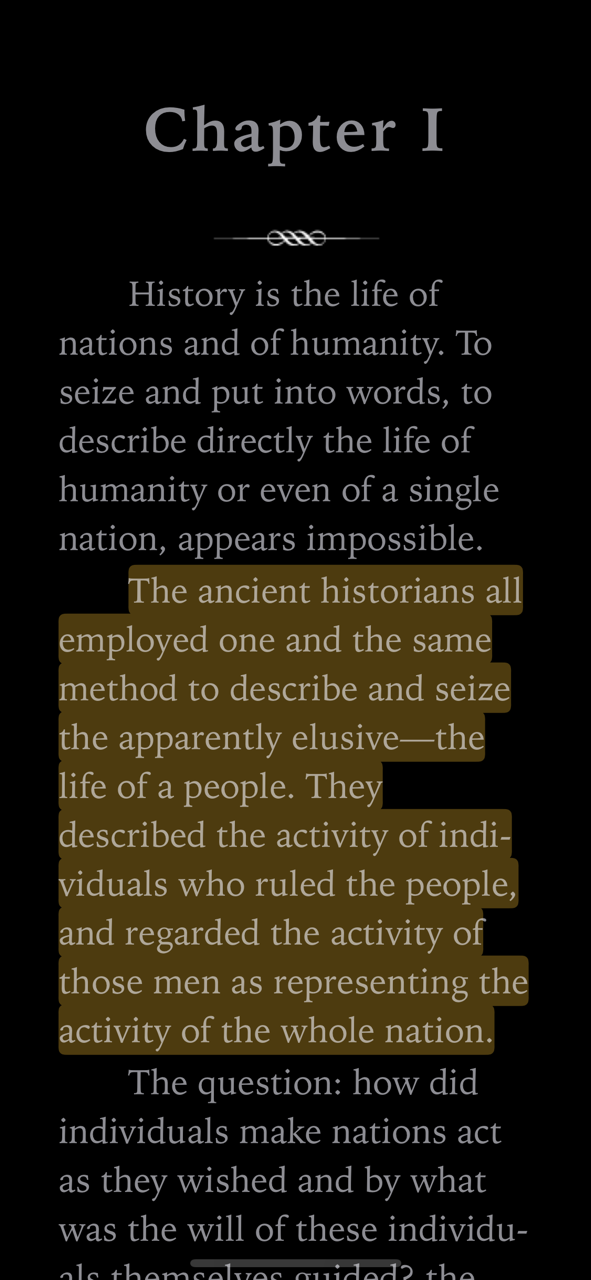 Chapter I
History is the life of
nations and of humanity. To
seize and put into words, to
describe directly the life of
humanity or even of a single
nation, appears impossible.
The ancient historians all
employed one and the same
method to describe and seize
the apparently elusive—the
life of a people. They
described the activity of indi-
viduals who ruled the people,
and regarded the activity of
those men as representing the
activity of the whole nation.
The question: how did
individuals make nations act
as they wished and by what
was the will of these individu-
als themselves guided? the